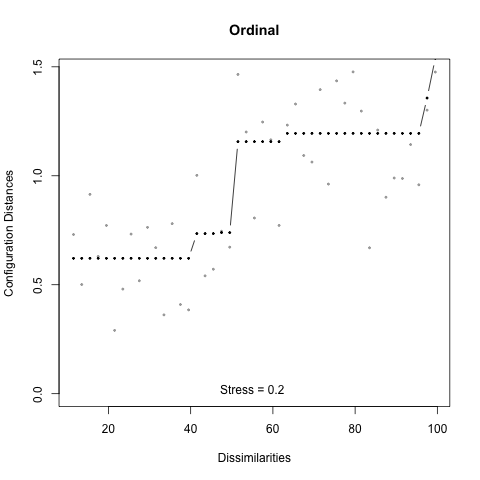 Ordinal
Configuration Distances
1.5
1.0
0.5
0.0
Stress = 0.2
20 40 60 80 100
Dissimilarities